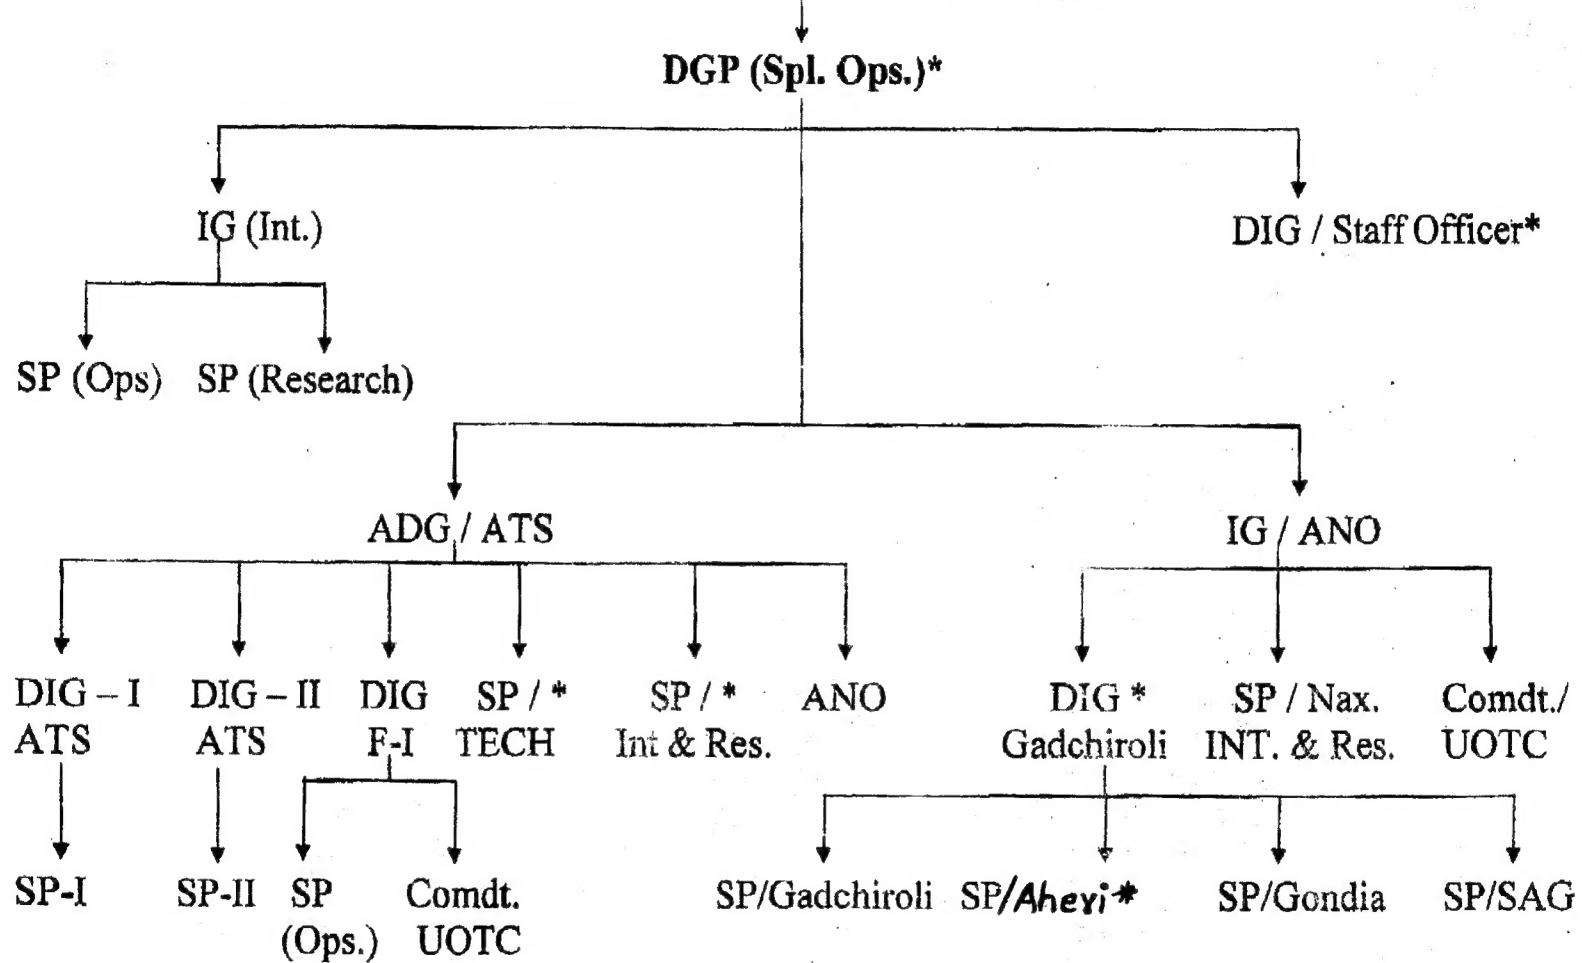 DGP (Spl. Ops.)*
IG (Int.)
DIG / Staff Officer*
SP (Ops)
SP (Research)
ADG / ATS
IG / ANO
DIG – I
ATS
DIG – II
ATS
DIG
F-I
SP / *
TECH
SP / *
Int & Res.
ANO
DIG *
Gadchiroli
SP / Nax.
INT. & Res.
Comdt./
UOTC
SP-I
SP-II
SP
(Ops.)
Comdt.
UOTC
SP/Gadchiroli
SP/Aheri*
SP/Gondia
SP/SAG